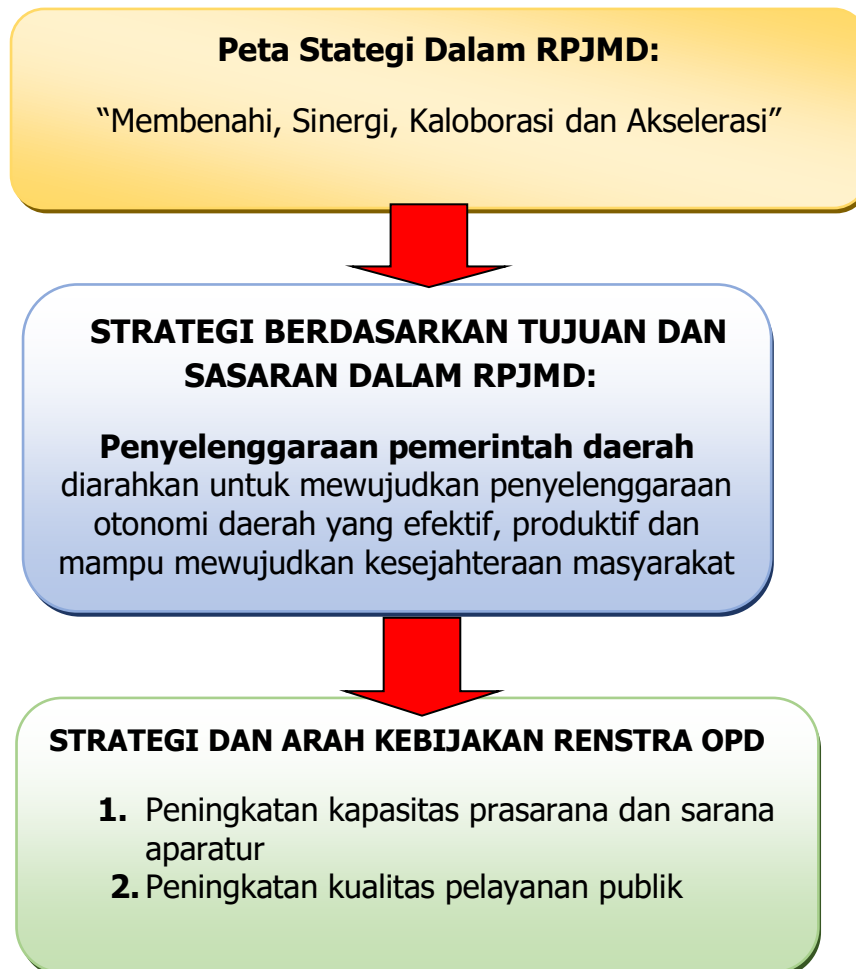 Peta Stategi Dalam RPJMD:
“Membenahi, Sinergi, Kaloborasi dan Akselerasi”
STRATEGI BERDASARKAN TUJUAN DAN
SASARAN DALAM RPJMD:
Penyelenggaraan pemerintah daerah
diarahkan untuk mewujudkan penyelenggaraan
otonomi daerah yang efektif, produktif dan
mampu mewujudkan kesejahteraan masyarakat
STRATEGI DAN ARAH KEBIJAKAN RENSTRA OPD
1. Peningkatan kapasitas prasarana dan sarana
aparatur
2. Peningkatan kualitas pelayanan publik